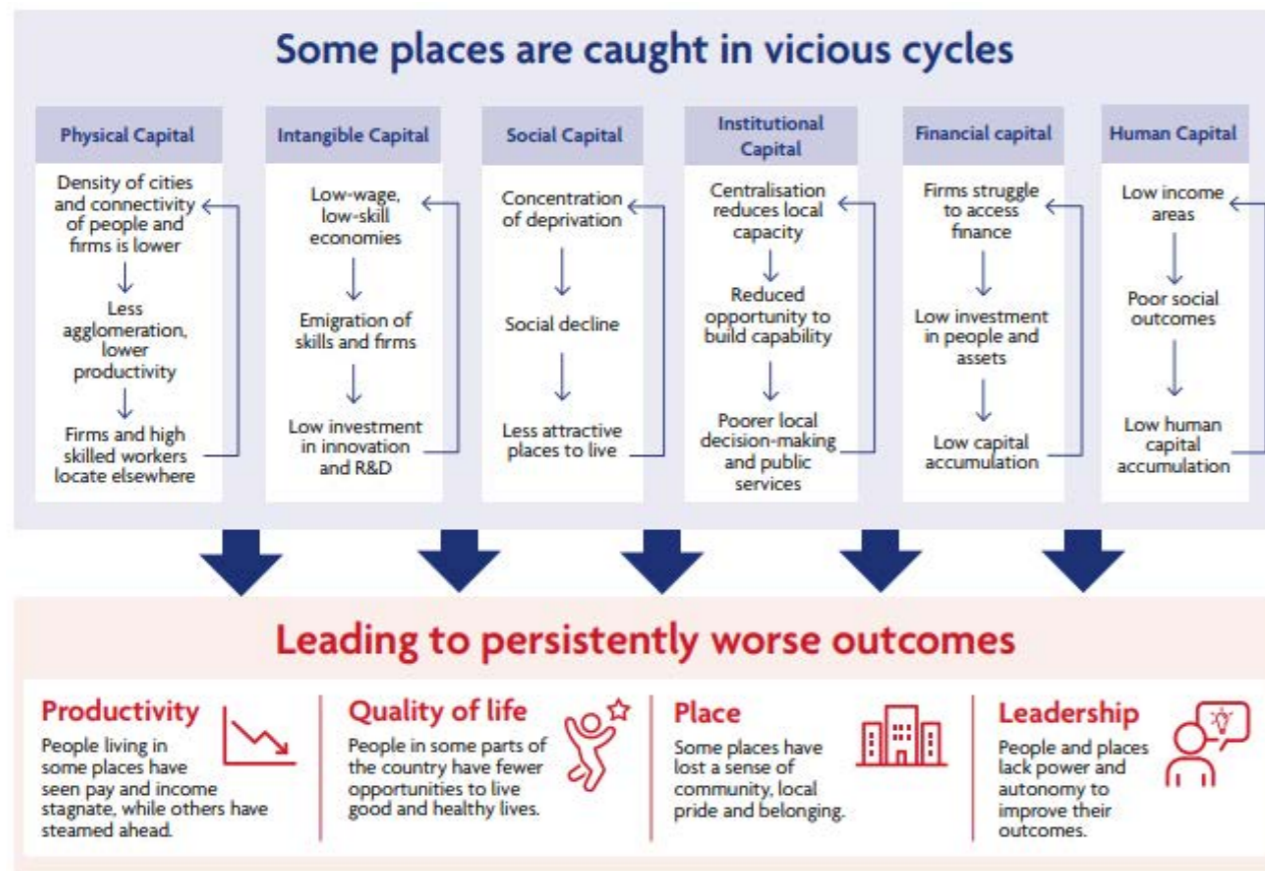 Some places are caught in vicious cycles
Physical Capital
Density of cities
and connectivity
of people and
firms is lower
Less
agglomeration,
lower
productivity
Firms and high
skilled workers
locate elsewhere
Intangible Capital
Low-wage,
low-skill
economies
Emigration of
skills and firms
Low investment
in innovation
and R&D
Social Capital
Concentration
of deprivation
Social decline
Less attractive
places to live
Institutional
Capital
Centralisation
reduces local
capacity
Reduced
opportunity to
build capability
Poorer local
decision-making
and public
services
Financial capital
Firms struggle
to access
finance
Low investment
in people and
assets
Low capital
accumulation
Human Capital
Low income
areas
Poor social
outcomes
Low human
capital
accumulation
Leading to persistently worse outcomes
Productivity
People living in
some places have
seen pay and income
stagnate, while others have
steamed ahead.
Quality of life
People in some parts of
the country have fewer
opportunities to live
good and healthy lives.
Place
Some places have
lost a sense of
community, local
pride and belonging.
Leadership
People and places
lack power and
autonomy to
improve their
outcomes.